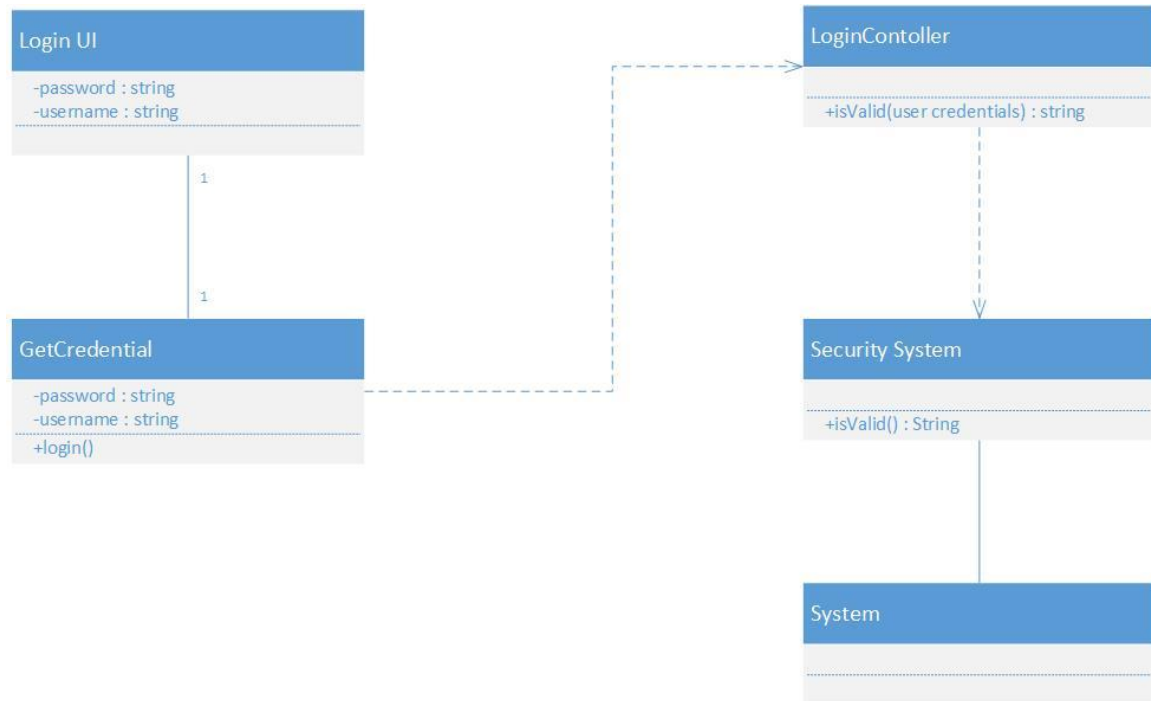 Login UI
-password : string
-username : string
1
1
GetCredential
-password : string
-username : string
+login()
LoginContoller
+isValid(user credentials) : string
Security System
+isValid() : String
System